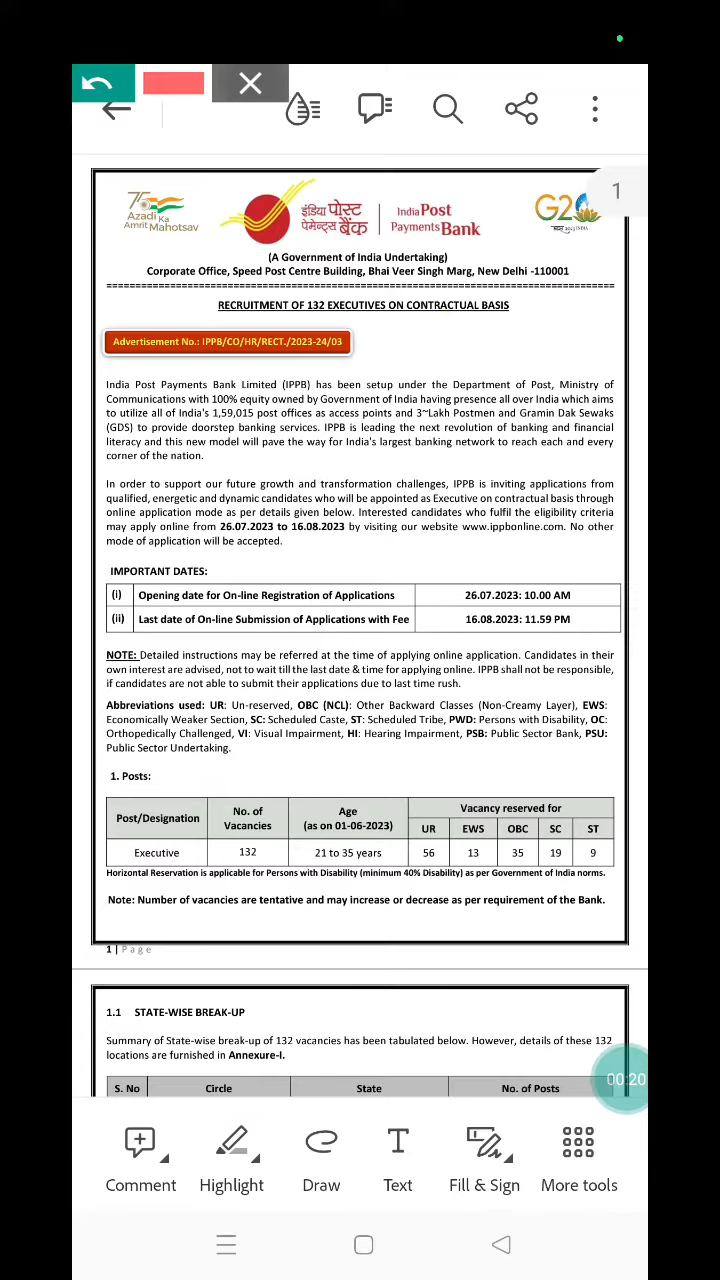 1
75
Azadi Ka
Amrit Mahotsav
इंडिया पोस्ट
पेमेन्ट्स बैंक
India Post
Payments Bank
G20
(A Government of India Undertaking)
Corporate Office, Speed Post Centre Building, Bhai Veer Singh Marg, New Delhi -110001
RECRUITMENT OF 132 EXECUTIVES ON CONTRACTUAL BASIS
Advertisement No.: IPPB/CO/HR/RECT./2023-24/03
India Post Payments Bank Limited (IPPB) has been setup under the Department of Post, Ministry of
Communications with 100% equity owned by Government of India having presence all over India which aims
to utilize all of India's 1,59,015 post offices as access points and 3~Lakh Postmen and Gramin Dak Sewaks
(GDS) to provide doorstep banking services. IPPB is leading the next revolution of banking and financial
literacy and this new model will pave the way for India's largest banking network to reach each and every
corner of the nation.
In order to support our future growth and transformation challenges, IPPB is inviting applications from
qualified, energetic and dynamic candidates who will be appointed as Executive on contractual basis through
online application mode as per details given below. Interested candidates who fulfil the eligibility criteria
may apply online from 26.07.2023 to 16.08.2023 by visiting our website www.ippbonline.com. No other
mode of application will be accepted.
IMPORTANT DATES:
(i) Opening date for On-line Registration of Applications 26.07.2023: 10.00 AM
(ii) Last date of On-line Submission of Applications with Fee 16.08.2023: 11.59 PM
NOTE: Detailed instructions may be referred at the time of applying online application. Candidates in their
own interest are advised, not to wait till the last date & time for applying online. IPPB shall not be responsible,
if candidates are not able to submit their applications due to last time rush.
Abbreviations used: UR: Un-reserved, OBC (NCL): Other Backward Classes (Non-Creamy Layer), EWS:
Economically Weaker Section, SC: Scheduled Caste, ST: Scheduled Tribe, PWD: Persons with Disability, OC:
Orthopedically Challenged, VI: Visual Impairment, HI: Hearing Impairment, PSB: Public Sector Bank, PSU:
Public Sector Undertaking.
1. Posts:
Post/Designation No. of Vacancies Age (as on 01-06-2023) Vacancy reserved for
UR EWS OBC SC ST
Executive 132 21 to 35 years 56 13 35 19 9
Horizontal Reservation is applicable for Persons with Disability (minimum 40% Disability) as per Government of India norms.
Note: Number of vacancies are tentative and may increase or decrease as per requirement of the Bank.
1 | Page
1.1 STATE-WISE BREAK-UP
Summary of State-wise break-up of 132 vacancies has been tabulated below. However, details of these 132
locations are furnished in Annexure-I.
S. No Circle State No. of Posts
00:20
Comment Highlight Draw Text Fill & Sign More tools